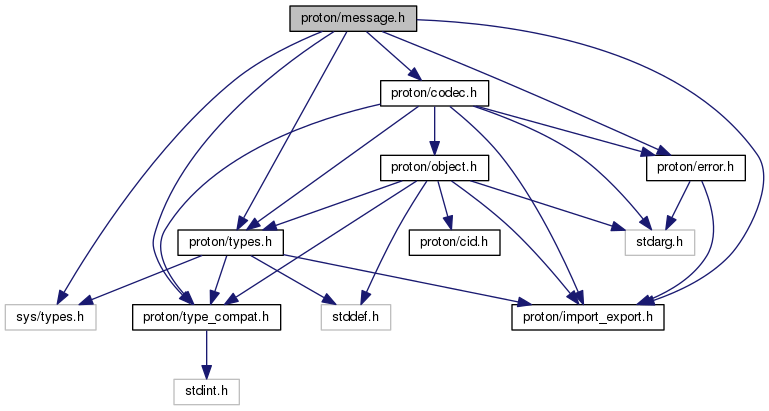 proton/message.h
proton/codec.h
proton/object.h
proton/error.h
proton/types.h
proton/cid.h
stdarg.h
sys/types.h
proton/type_compat.h
stddef.h
proton/import_export.h
stdint.h